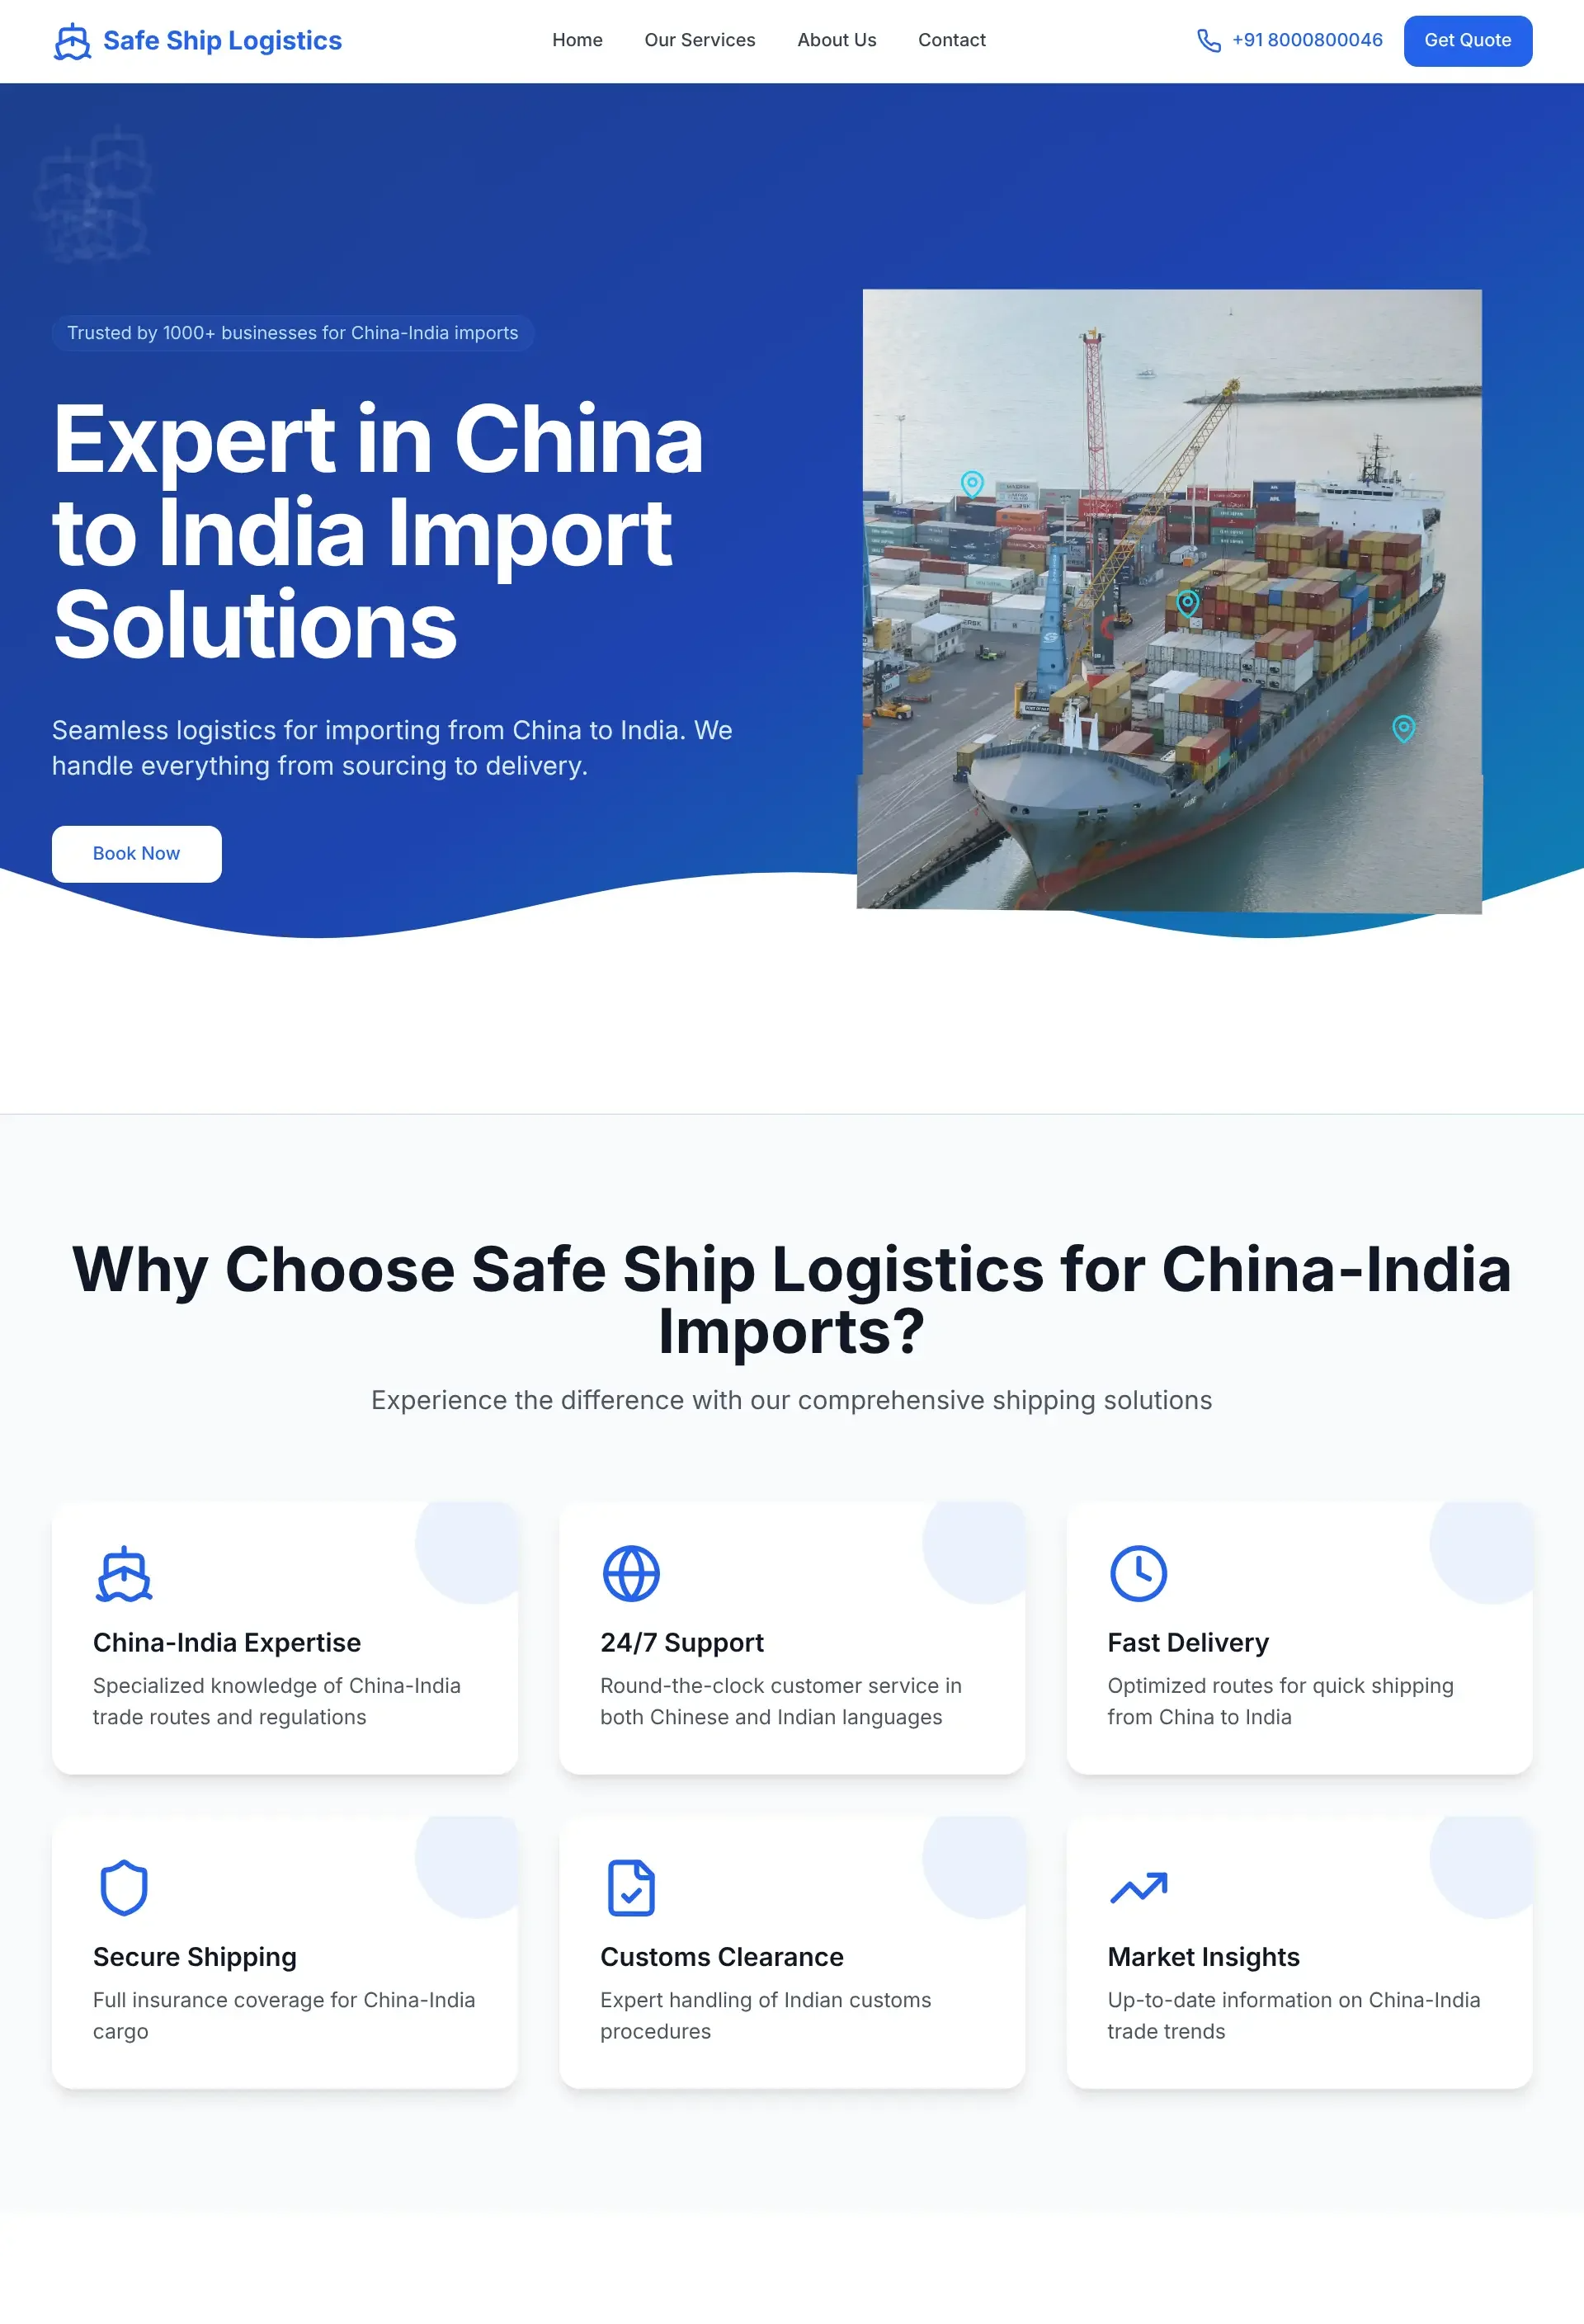 Safe Ship Logistics
Home
Our Services
About Us
Contact
+91 8000800046
Get Quote
Trusted by 1000+ businesses for China-India imports
Expert in China
to India Import
Solutions
Seamless logistics for importing from China to India. We
handle everything from sourcing to delivery.
Book Now
Why Choose Safe Ship Logistics for China-India
Imports?
Experience the difference with our comprehensive shipping solutions
China-India Expertise
Specialized knowledge of China-India
trade routes and regulations
24/7 Support
Round-the-clock customer service in
both Chinese and Indian languages
Fast Delivery
Optimized routes for quick shipping
from China to India
Secure Shipping
Full insurance coverage for China-India
cargo
Customs Clearance
Expert handling of Indian customs
procedures
Market Insights
Up-to-date information on China-India
trade trends